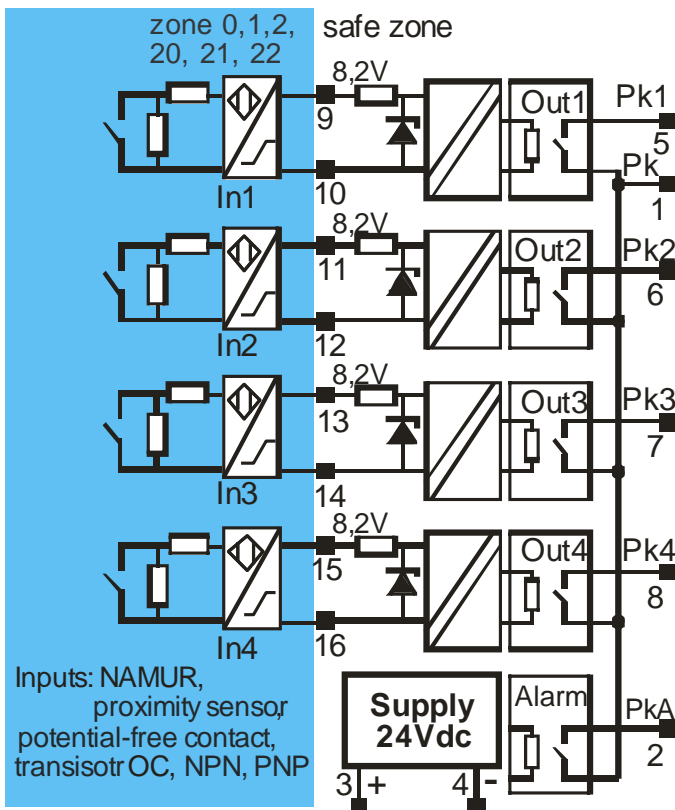 zone 0,1,2,
20, 21, 22
safe zone
8,2V
9
10
In1
Out1
Pk1
5
Pk
1
8,2V
11
12
In2
Out2
Pk2
6
8,2V
13
14
In3
Out3
Pk3
7
8,2V
15
16
In4
Out4
Pk4
8
Inputs: NAMUR,
proximity sensor,
potential-free contact,
transisotr OC, NPN, PNP
Supply
24Vdc
3 +
4 -
Alarm
PkA
2